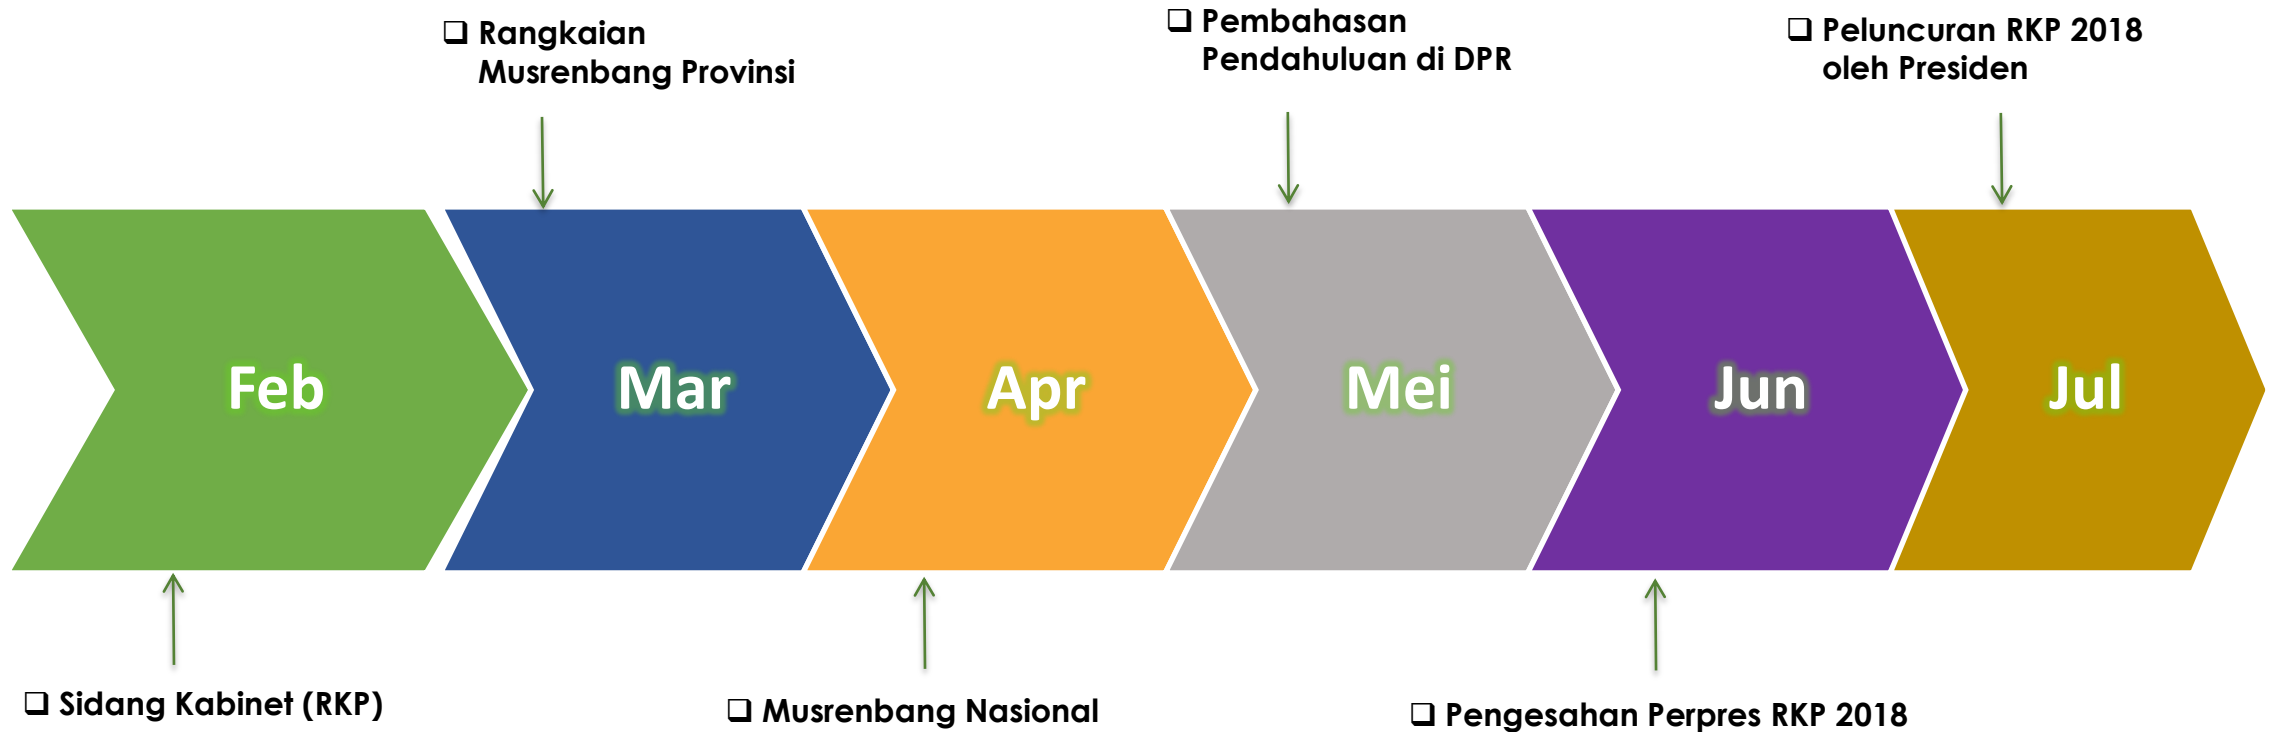 ❑ Rangkaian
Musrenbang Provinsi
❑ Pembahasan
Pendahuluan di DPR
❑ Peluncuran RKP 2018
oleh Presiden
Feb
Mar
Apr
Mei
Jun
Jul
❑ Sidang Kabinet (RKP)
❑ Musrenbang Nasional
❑ Pengesahan Perpres RKP 2018